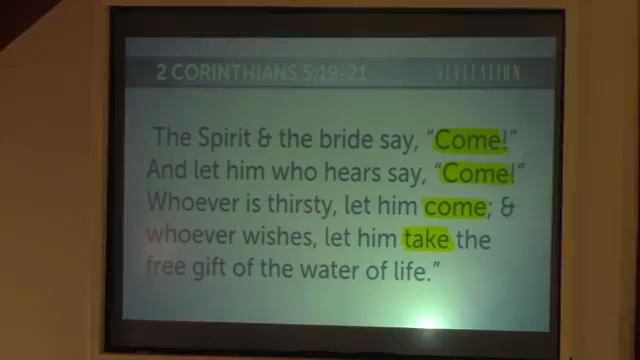 2 CORINTHIANS 5:19-21 REVELATION
The Spirit & the bride say, “Come!”
And let him who hears say, “Come!”
Whoever is thirsty, let him come; &
whoever wishes, let him take the
free gift of the water of life.”